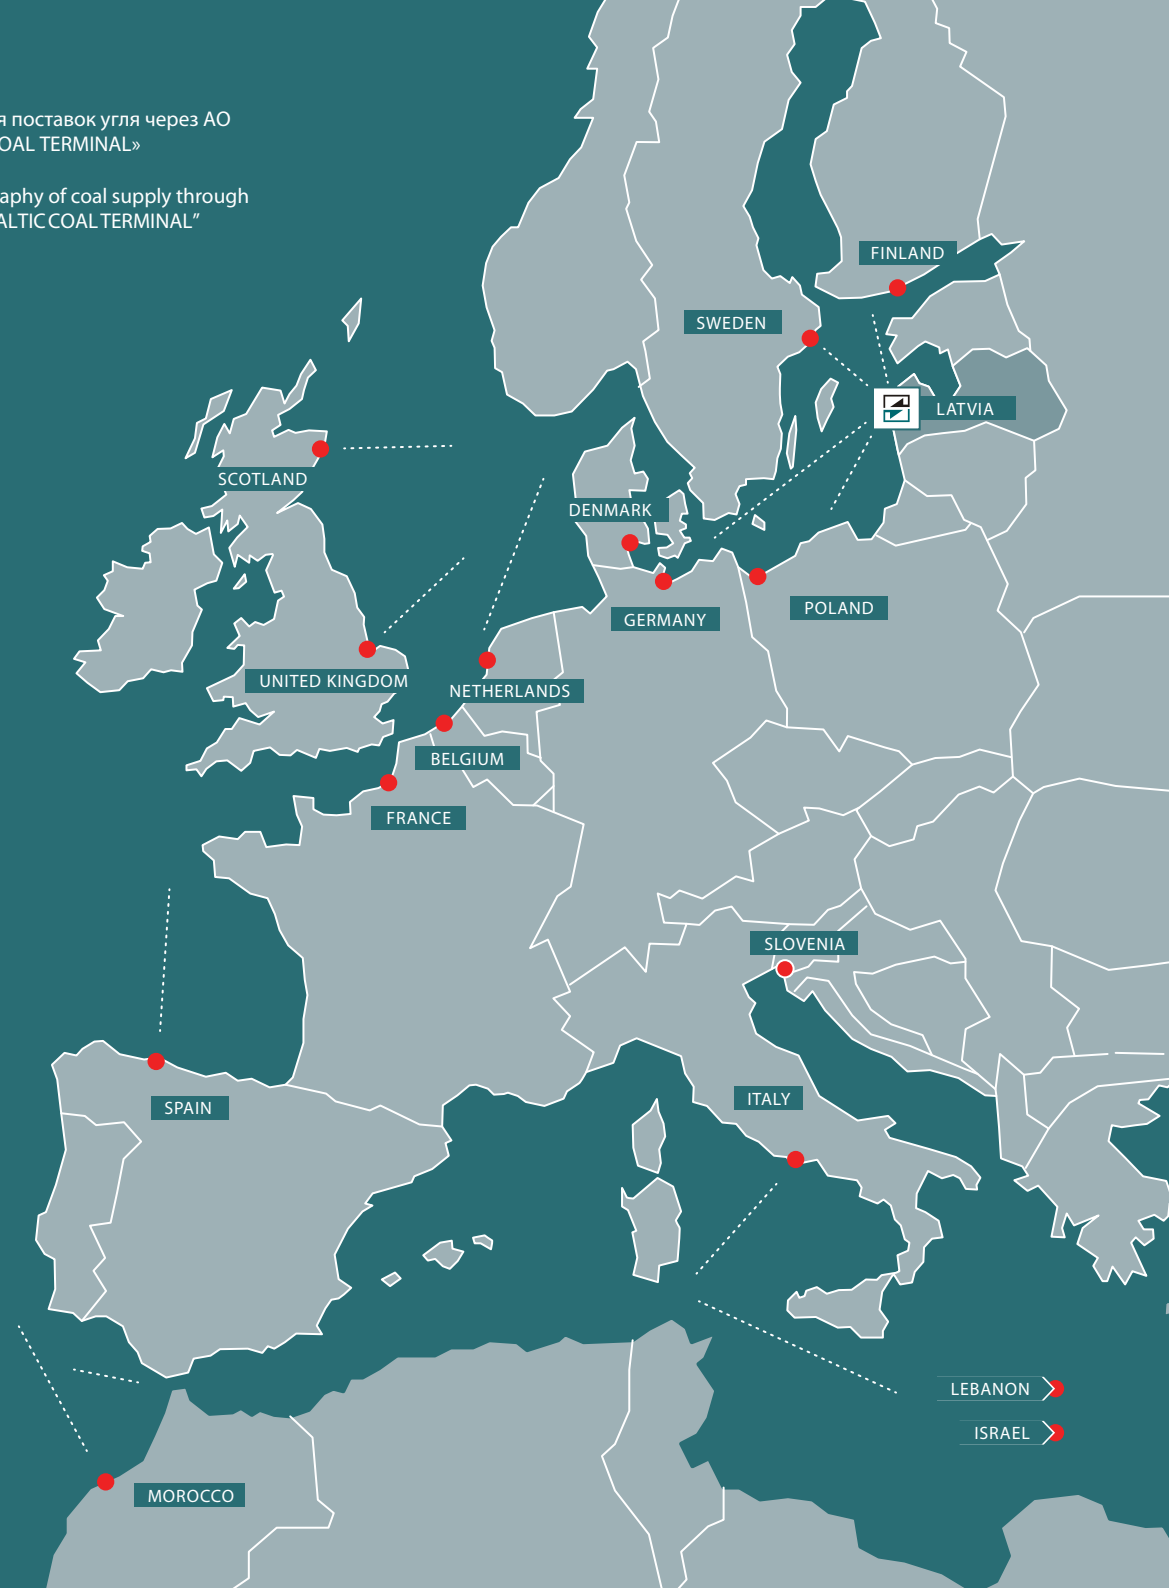 я поставок угля через АО
OAL TERMINAL»
aphy of coal supply through
ALTIC COAL TERMINAL”
FINLAND
SWEDEN
LATVIA
SCOTLAND
DENMARK
POLAND
GERMANY
UNITED KINGDOM
NETHERLANDS
BELGIUM
FRANCE
SLOVENIA
ITALY
SPAIN
LEBANON
ISRAEL
MOROCCO